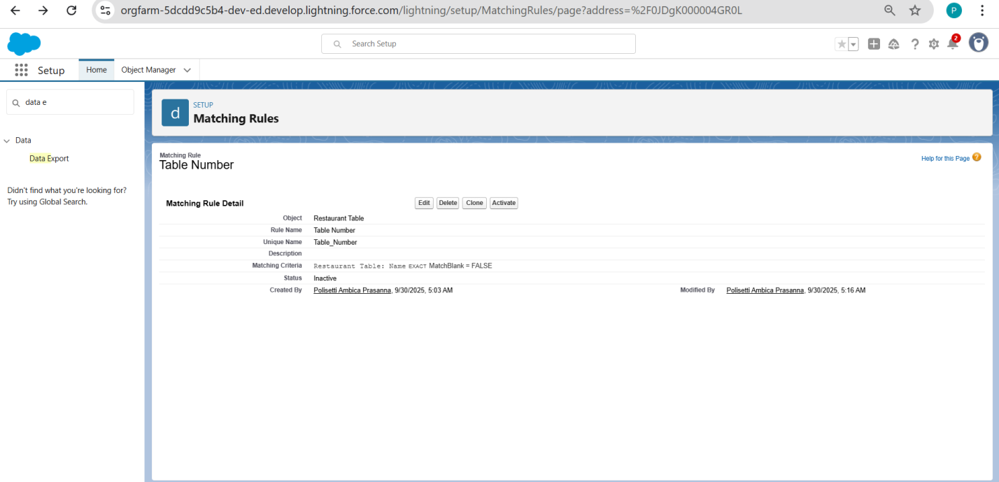 orgfarm-5dcdd9c5b4-dev-ed.develop.lightning.force.com/lightning/setup/MatchingRules/page?address=%2F0JDgK000004GR0L
P
Search Setup
2
Setup
Home
Object Manager
data e
Data
Data Export
Didn't find what you're looking for?
Try using Global Search.
d
SETUP
Matching Rules
Matching Rule
Table Number
Help for this Page ?
Matching Rule Detail
Edit Delete Clone Activate
Object Restaurant Table
Rule Name Table Number
Unique Name Table_Number
Description
Matching Criteria Restaurant Table: Name EXACT MatchBlank = FALSE
Status Inactive
Created By Polisetti Ambica Prasanna, 9/30/2025, 5:03 AM Modified By Polisetti Ambica Prasanna, 9/30/2025, 5:16 AM